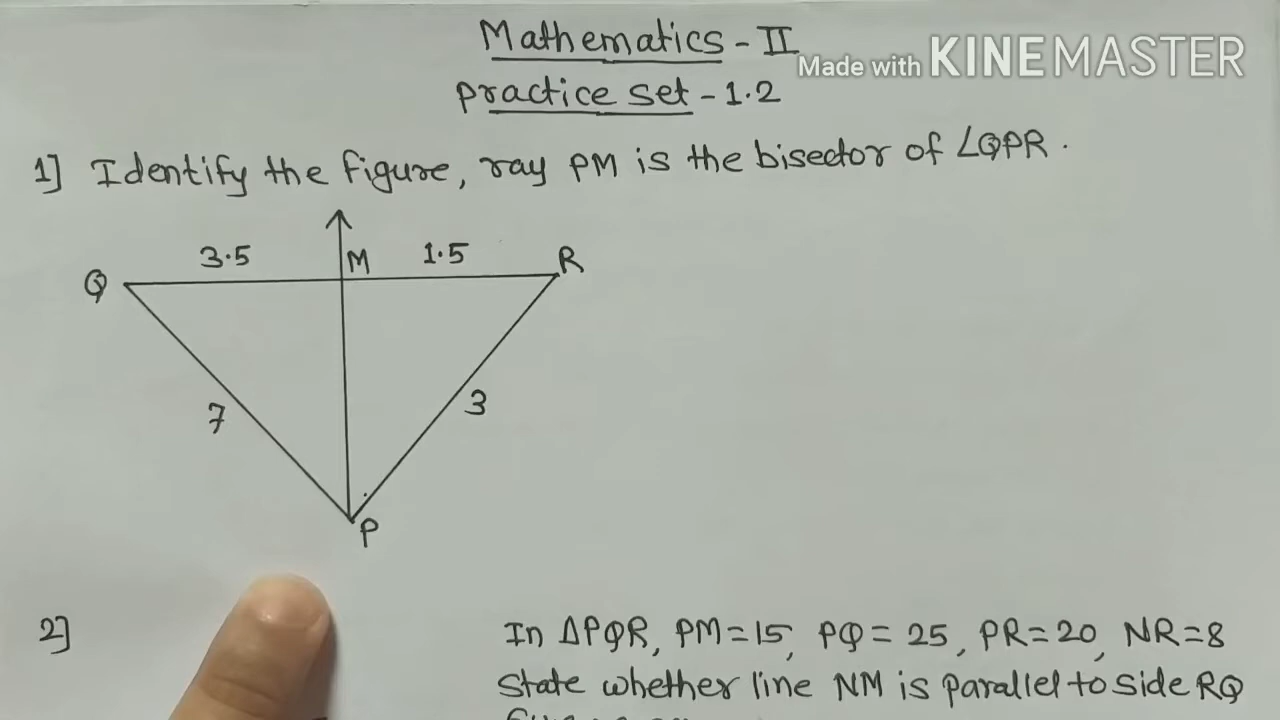 Mathematics - II
Made with KINEMASTER
practice set - 1.2
1] Identify the figure, ray PM is the bisector of ∠QPR.
3.5 M 1.5 R
Q
7 3
P
2] In ΔPQR, PM = 15, PQ = 25, PR = 20, NR = 8
State whether line NM is parallel to side RQ